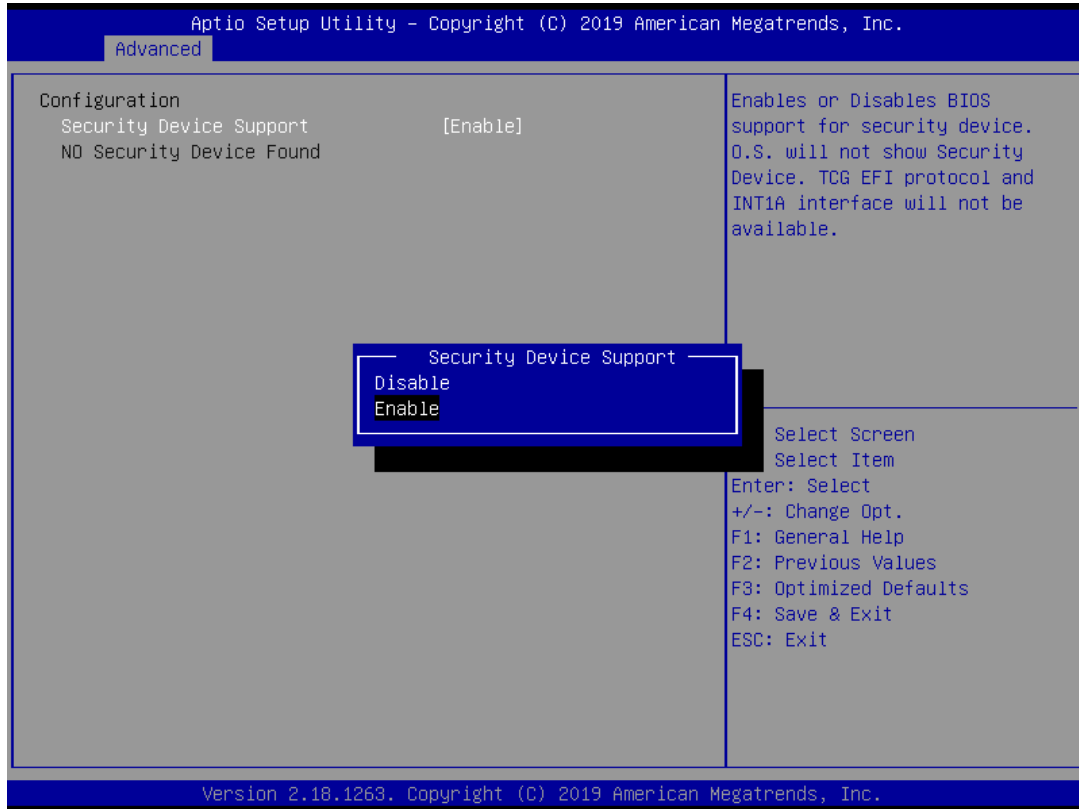 Aptio Setup Utility – Copyright (C) 2019 American Megatrends, Inc.
Advanced
Configuration
Security Device Support [Enable]
NO Security Device Found
Enables or Disables BIOS
support for security device.
O.S. will not show Security
Device. TCG EFI protocol and
INT1A interface will not be
available.
Security Device Support
Disable
Enable
Select Screen
Select Item
Enter: Select
+/-: Change Opt.
F1: General Help
F2: Previous Values
F3: Optimized Defaults
F4: Save & Exit
ESC: Exit
Version 2.18.1263. Copyright (C) 2019 American Megatrends, Inc.